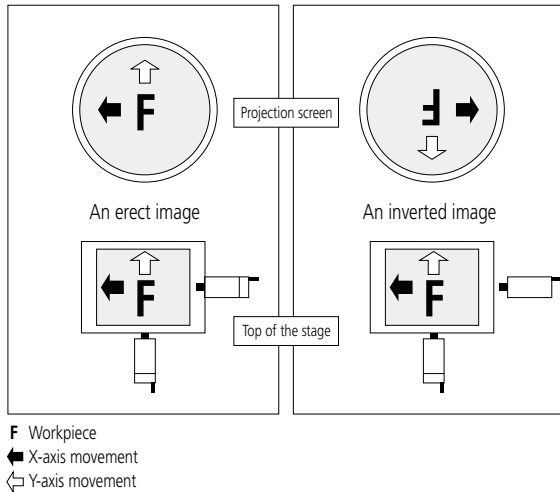 F
F
Projection screen
An erect image
An inverted image
F
F
Top of the stage
F Workpiece
X-axis movement
Y-axis movement